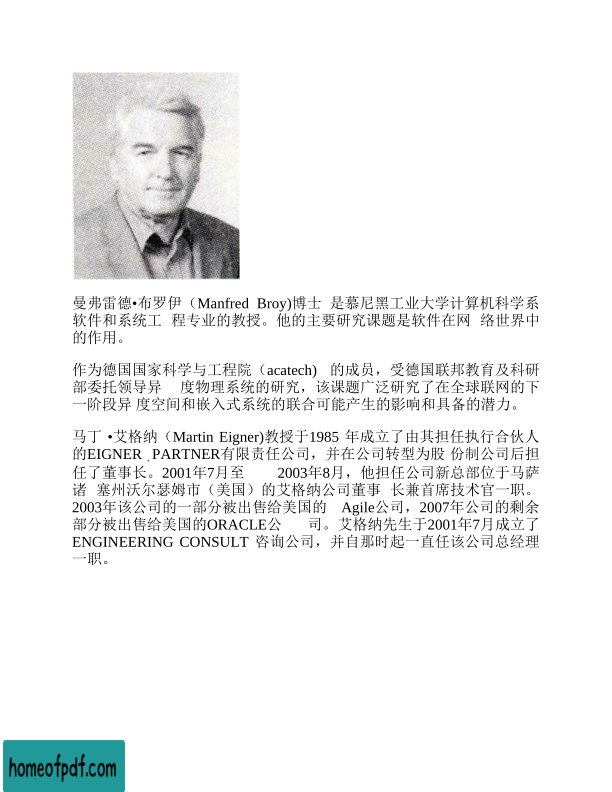 曼弗雷德•布罗伊（Manfred Broy)博士 是慕尼黑工业大学计算机科学系
软件和系统工 程专业的教授。他的主要研究课题是软件在网 络世界中
的作用。
作为德国国家科学与工程院（acatech) 的成员，受德国联邦教育及科研
部委托领导异 度物理系统的研究，该课题广泛研究了在全球联网的下
一阶段异 度空间和嵌入式系统的联合可能产生的影响和具备的潜力。
马丁 •艾格纳（Martin Eigner)教授于1985 年成立了由其担任执行合伙人
的EIGNER . PARTNER有限责任公司，并在公司转型为股 份制公司后担
任了董事长。2001年7月至 2003年8月，他担任公司新总部位于马萨
诸 塞州沃尔瑟姆市（美国）的艾格纳公司董事 长兼首席技术官一职。
2003年该公司的一部分被出售给美国的 Agile公司，2007年公司的剩余
部分被出售给美国的ORACLE公 司。艾格纳先生于2001年7月成立了
ENGINEERING CONSULT 咨询公司，并自那时起一直任该公司总经理
一职。
homeofpdf.com